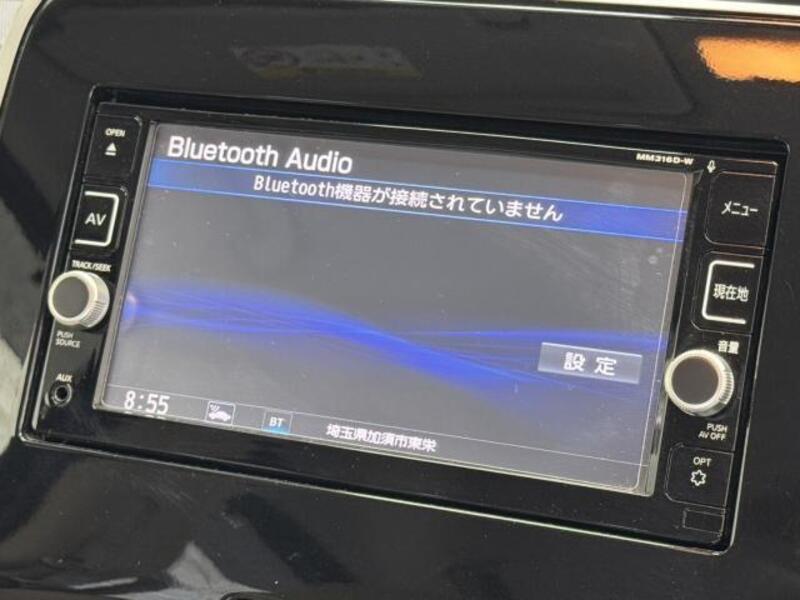 OPEN
MM316D-W
Bluetooth Audio
Bluetooth機器が接続されていません
AV
メニュー
TRACK/SEEK
現在地
PUSH
SOURCE
音量
設定
AUX
PUSH
AV OFF
8:55
BT
埼玉県加須市東栄
OPT